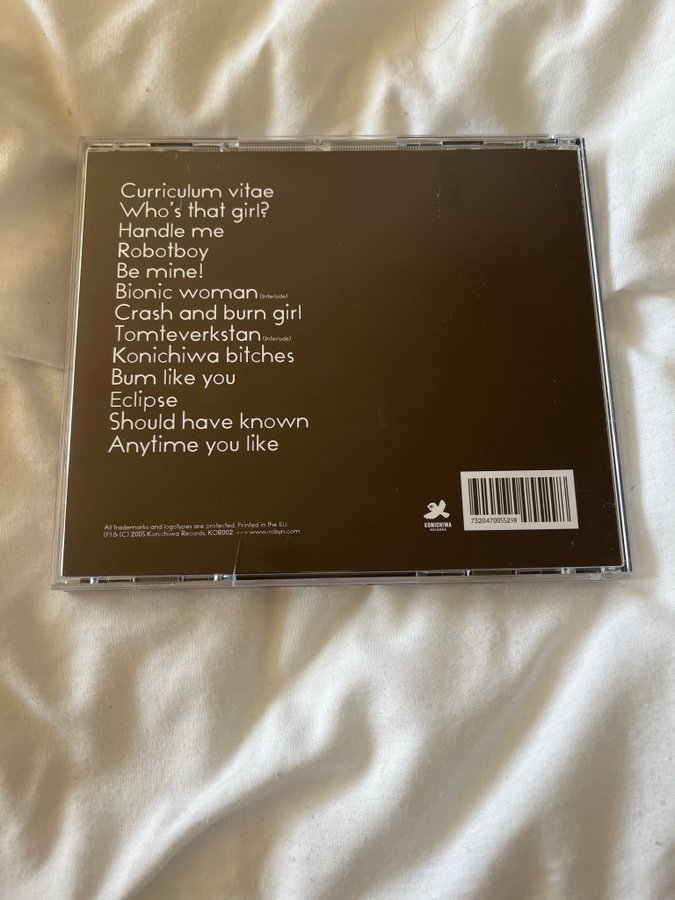 Curriculum vitae
Who's that girl?
Handle me
Robotboy
Be mine!
Bionic woman (Interlude)
Crash and burn girl
Tomteverkstan (Interlude)
Konichiwa bitches
Bum like you
Eclipse
Should have known
Anytime you like
All trademarks and logotypes are protected. Printed in the EU.
(P) & (C) 2005 Konichiwa Records. KOR002. www.robyn.com
KONICHIWA
RECORDS
7320470055298